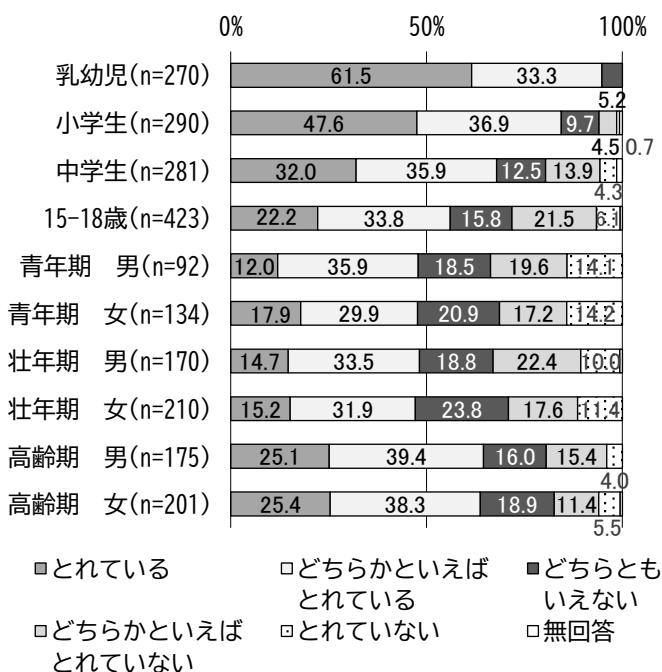 0% 50% 100%
乳幼児(n=270) 61.5 33.3 5.2
小学生(n=290) 47.6 36.9 9.7 4.5 0.7
中学生(n=281) 32.0 35.9 12.5 13.9 4.3
15-18歳(n=423) 22.2 33.8 15.8 21.5 6.1
青年期 男(n=92) 12.0 35.9 18.5 19.6 14.1
青年期 女(n=134) 17.9 29.9 20.9 17.2 14.2
壮年期 男(n=170) 14.7 33.5 18.8 22.4 10.0
壮年期 女(n=210) 15.2 31.9 23.8 17.6 11.4
高齢期 男(n=175) 25.1 39.4 16.0 15.4 4.0
高齢期 女(n=201) 25.4 38.3 18.9 11.4 5.5
とれている
どちらかといえば
とれている
どちらとも
いえない
どちらかといえば
とれていない
とれていない
無回答